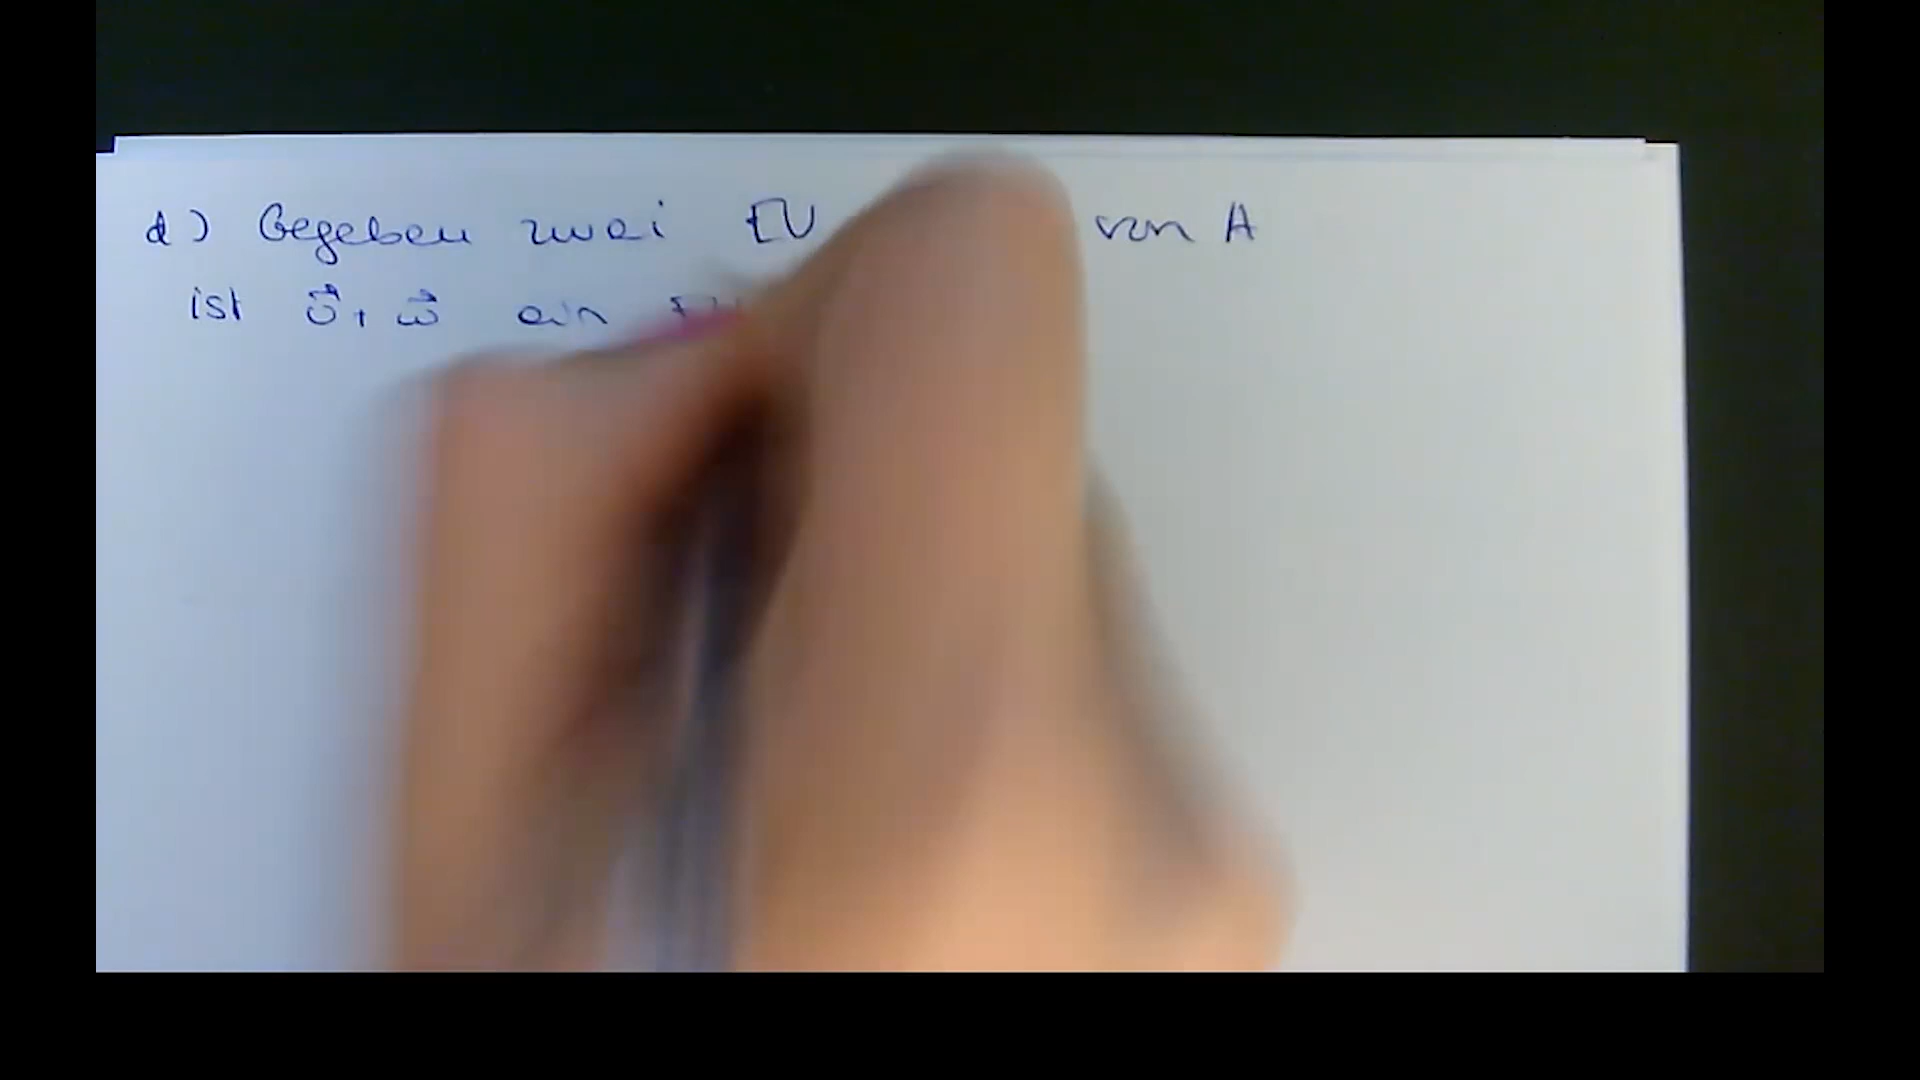 d) Gegeben zwei EV von A
ist v⃗, w⃗ ein